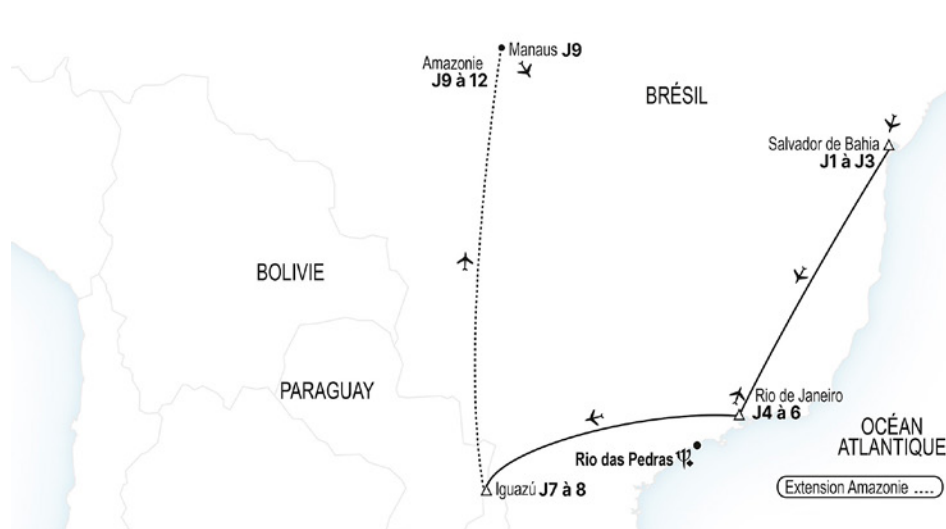 Manaus J9
Amazonie
J9 à 12
BRÉSIL
Salvador de Bahia
J1 à J3
BOLIVIE
PARAGUAY
Rio de Janeiro
J4 à 6
OCÉAN
ATLANTIQUE
Rio das Pedras
Iguazú J7 à 8
Extension Amazonie ....